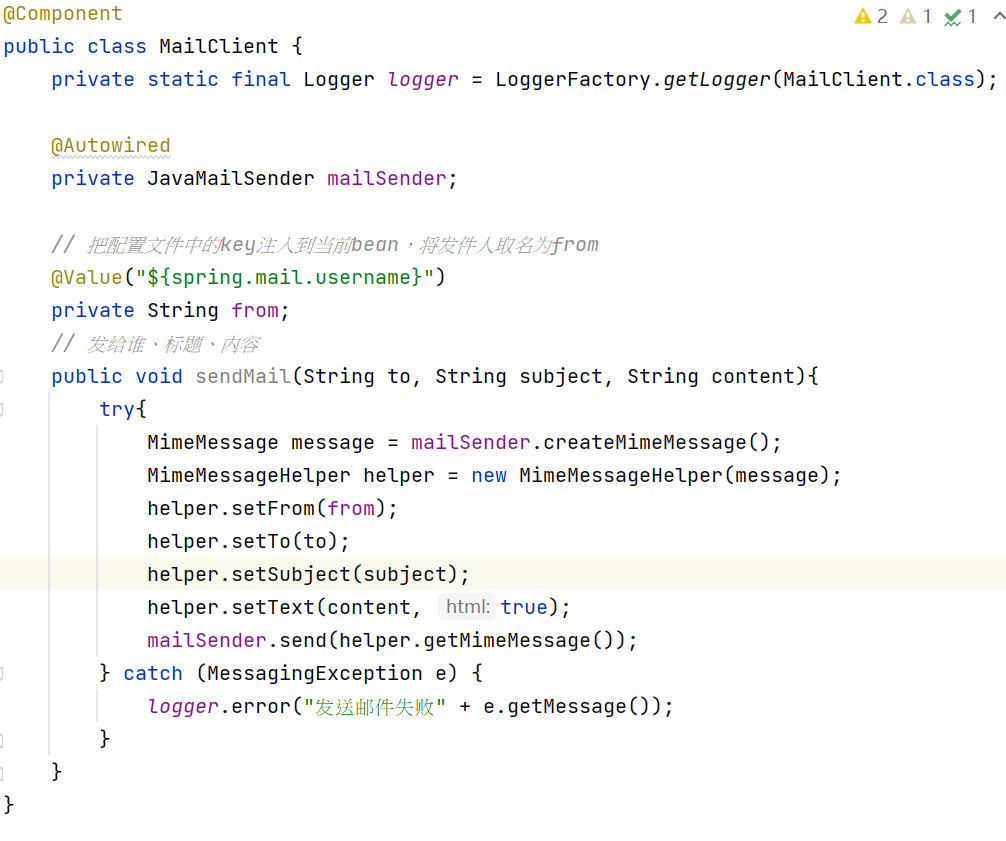 @Component
2 1 1
public class MailClient {
private static final Logger logger = LoggerFactory.getLogger(MailClient.class);
@Autowired
private JavaMailSender mailSender;
// 把配置文件中的key注入到当前bean，将发件人取名为from
@Value("${spring.mail.username}")
private String from;
// 发给谁、标题、内容
public void sendMail(String to, String subject, String content){
try{
MimeMessage message = mailSender.createMimeMessage();
MimeMessageHelper helper = new MimeMessageHelper(message);
helper.setFrom(from);
helper.setTo(to);
helper.setSubject(subject);
helper.setText(content, html: true);
mailSender.send(helper.getMimeMessage());
} catch (MessagingException e) {
logger.error("发送邮件失败" + e.getMessage());
}
}
}